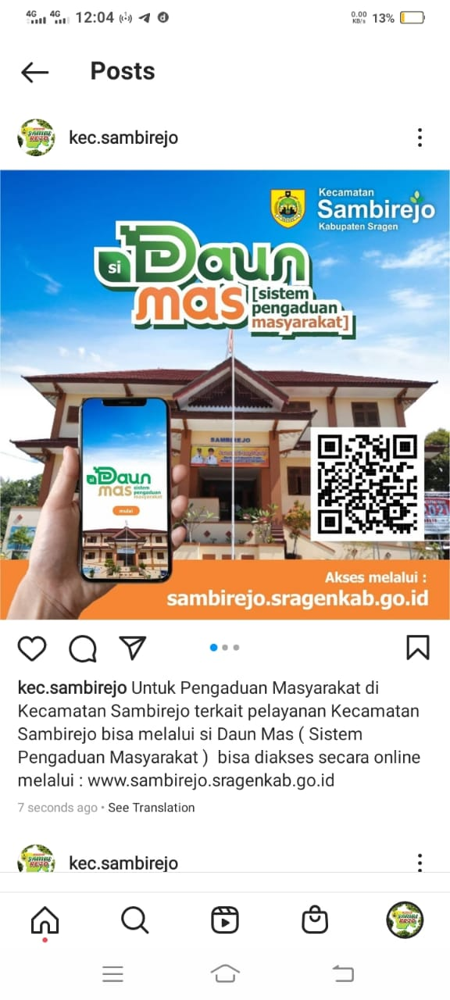 4G 4G 12:04 0.00 KB/s 13%
Posts
kec.sambirejo
Kecamatan
Sambirejo
Kabupaten Sragen
si Daun
mas [sistem
pengaduan
masyarakat]
SAMBIREJO
si Daun
mas sistem
pengaduan
masyarakat
mulai
Akses melalui :
sambirejo.sragenkab.go.id
kec.sambirejo Untuk Pengaduan Masyarakat di
Kecamatan Sambirejo terkait pelayanan Kecamatan
Sambirejo bisa melalui si Daun Mas ( Sistem
Pengaduan Masyarakat )  bisa diakses secara online
melalui : www.sambirejo.sragenkab.go.id
7 seconds ago • See Translation
kec.sambirejo